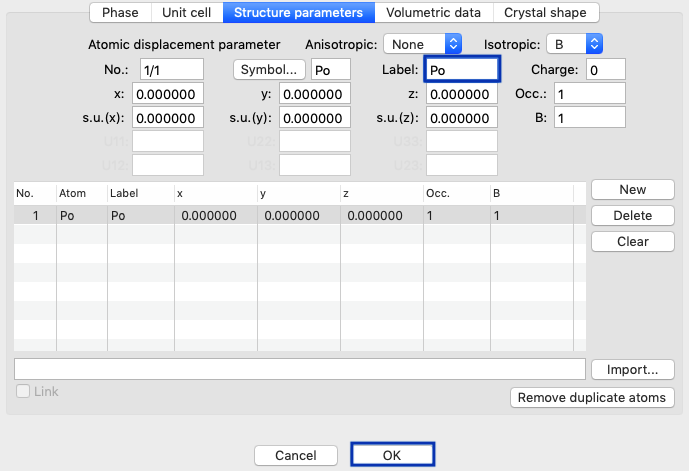 Phase Unit cell Structure parameters Volumetric data Crystal shape
Atomic displacement parameter Anisotropic: None Isotropic: B
No.: 1/1 Symbol... Po Label: Po Charge: 0
x: 0.000000 y: 0.000000 z: 0.000000 Occ.: 1
s.u.(x): 0.000000 s.u.(y): 0.000000 s.u.(z): 0.000000 B: 1
U11: U22: U33:
U12: U13: U23:
No. Atom Label x y z Occ. B New
1 Po Po 0.000000 0.000000 0.000000 1 1 Delete
Clear
Import...
Link
Remove duplicate atoms
Cancel OK